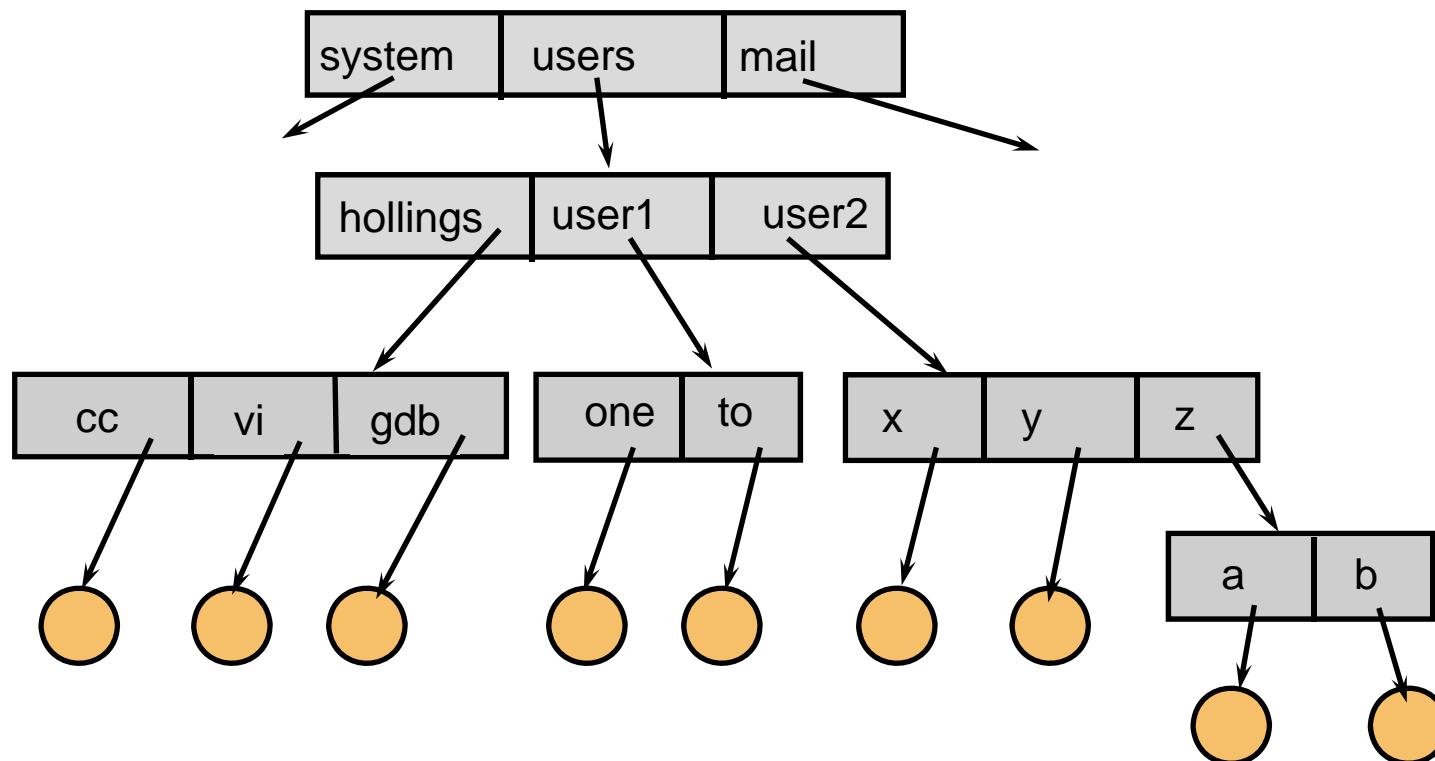 system users mail
hollings user1 user2
cc vi gdb one to x y z
a b